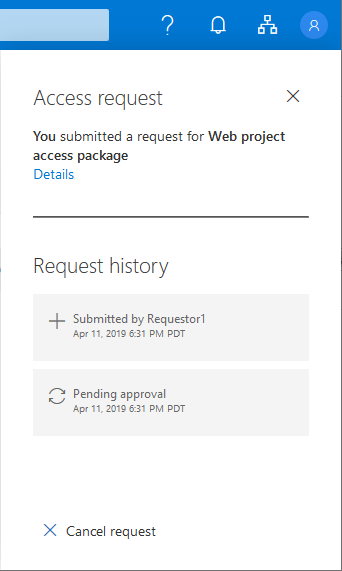 Access request
You submitted a request for Web project
access package
Details
Request history
Submitted by Requestor1
Apr 11, 2019 6:31 PM PDT
Pending approval
Apr 11, 2019 6:31 PM PDT
Cancel request